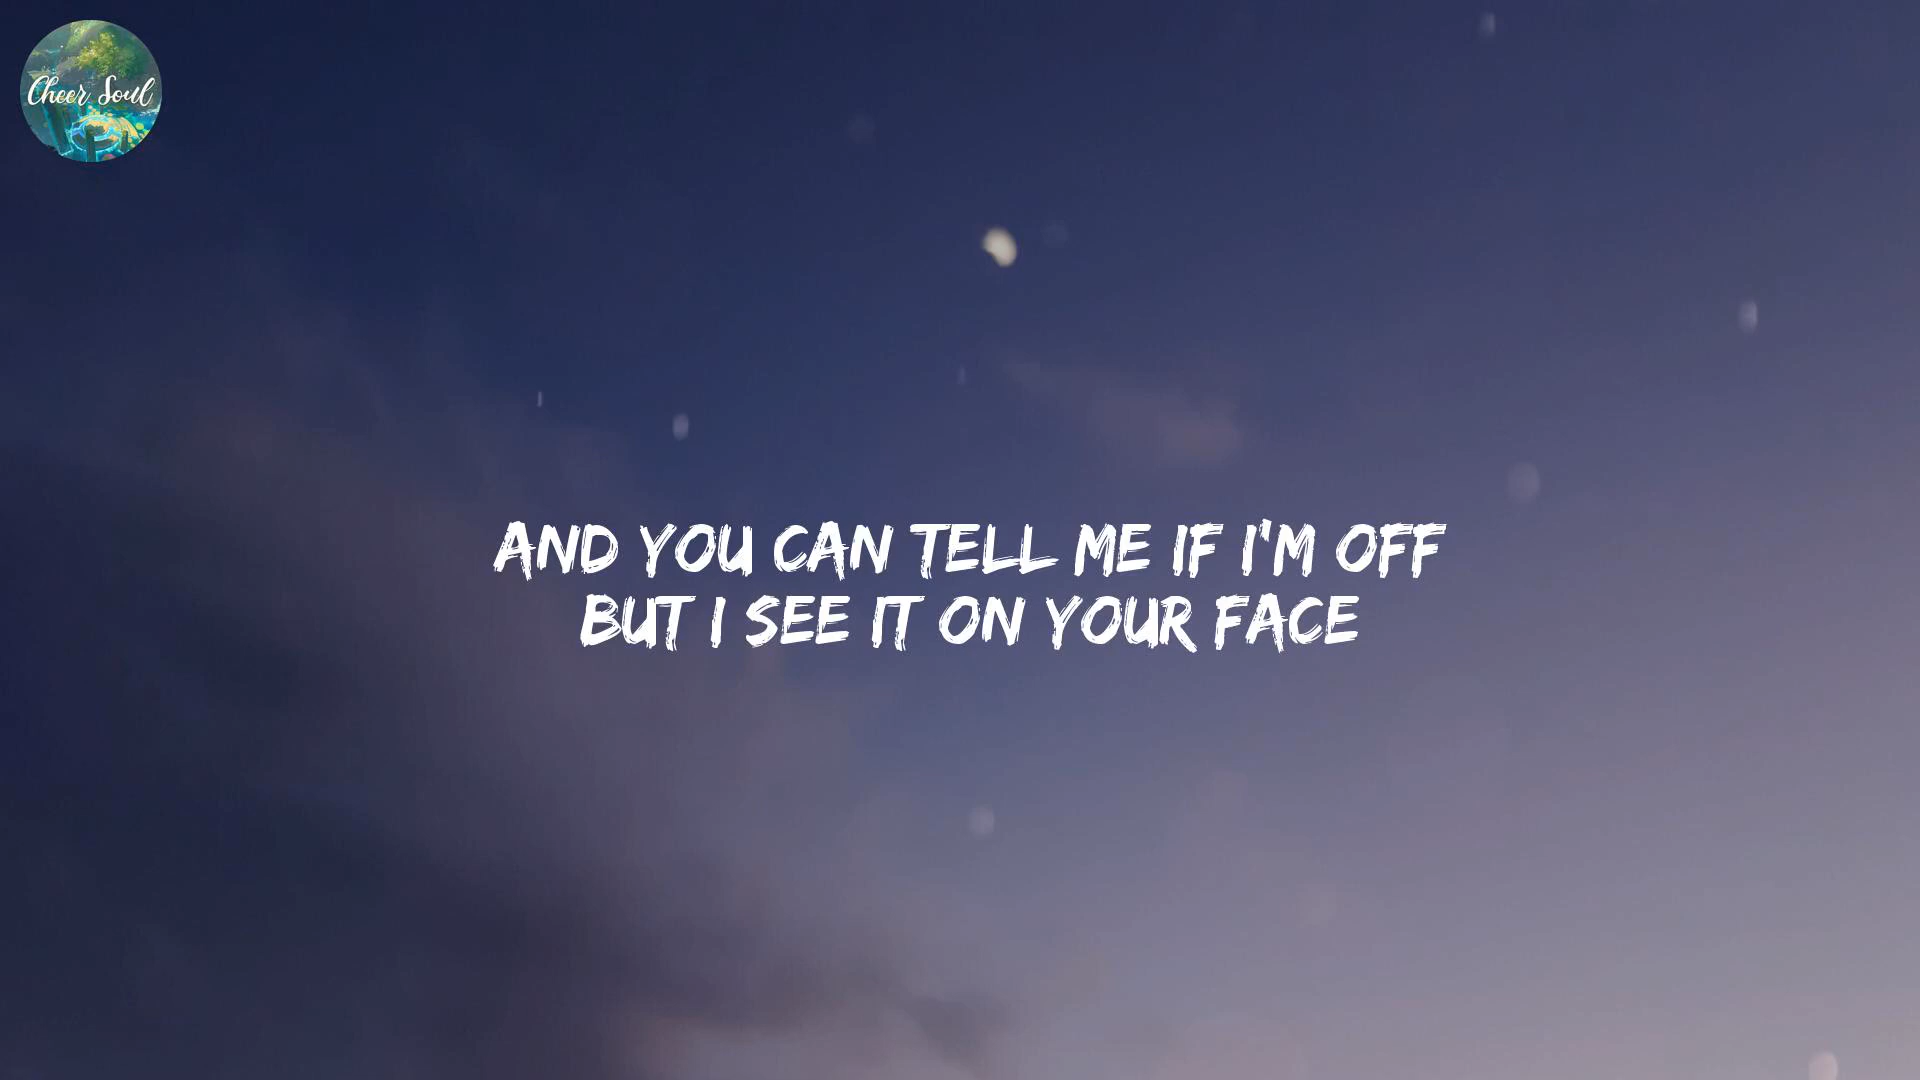 Cheer Soul
AND YOU CAN TELL ME IF I'M OFF
BUT I SEE IT ON YOUR FACE